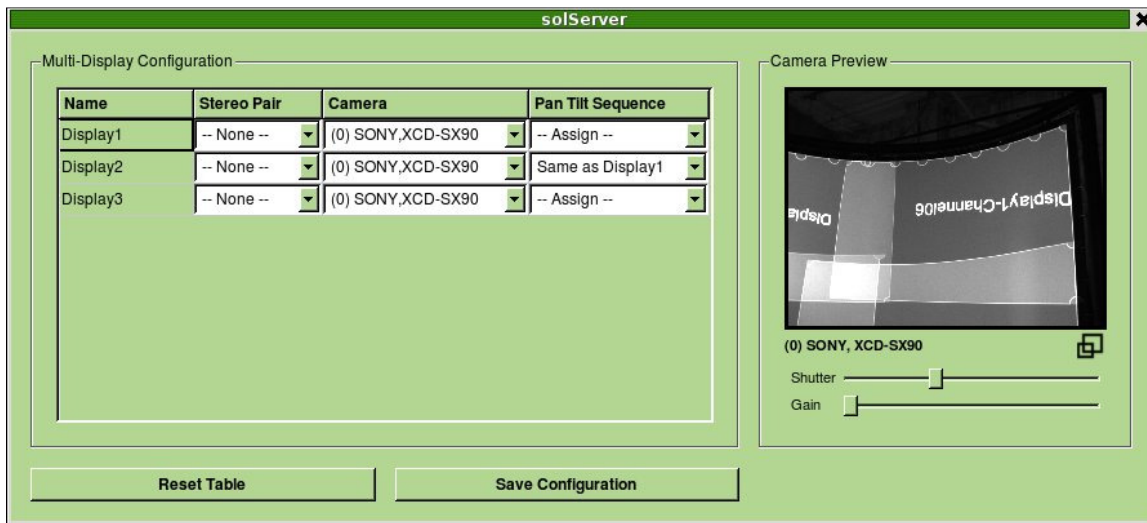 solServer
Multi-Display Configuration
Name Stereo Pair Camera Pan Tilt Sequence
Display1 -- None -- (0) SONY,XCD-SX90 -- Assign --
Display2 -- None -- (0) SONY,XCD-SX90 Same as Display1
Display3 -- None -- (0) SONY,XCD-SX90 -- Assign --
Reset Table
Save Configuration
Camera Preview
Display1-Channel06
(0) SONY, XCD-SX90
Shutter
Gain